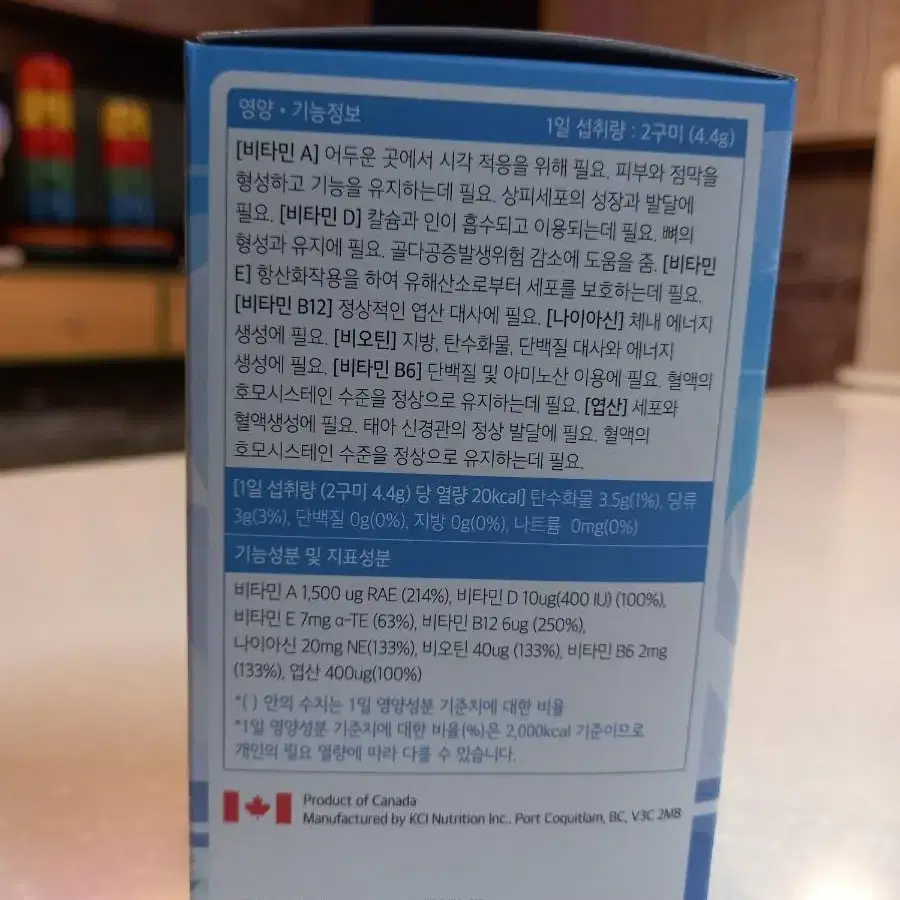 영양・기능정보
1일 섭취량 : 2구미 (4.4g)
[비타민 A] 어두운 곳에서 시각 적응을 위해 필요. 피부와 점막을
형성하고 기능을 유지하는데 필요. 상피세포의 성장과 발달에
필요. [비타민 D] 칼슘과 인이 흡수되고 이용되는데 필요. 뼈의
형성과 유지에 필요. 골다공증발생위험 감소에 도움을 줌. [비타민
E] 항산화작용을 하여 유해산소로부터 세포를 보호하는데 필요.
[비타민 B12] 정상적인 엽산 대사에 필요. [나이아신] 체내 에너지
생성에 필요. [비오틴] 지방, 탄수화물, 단백질 대사와 에너지
생성에 필요. [비타민 B6] 단백질 및 아미노산 이용에 필요. 혈액의
호모시스테인 수준을 정상으로 유지하는데 필요. [엽산] 세포와
혈액생성에 필요. 태아 신경관의 정상 발달에 필요. 혈액의
호모시스테인 수준을 정상으로 유지하는데 필요.
[1일 섭취량 (2구미 4.4g) 당 열량 20kcal] 탄수화물 3.5g(1%), 당류
3g(3%), 단백질 0g(0%), 지방 0g(0%), 나트륨 0mg(0%)
기능성분 및 지표성분
비타민 A 1,500 ug RAE (214%), 비타민 D 10ug(400 IU) (100%),
비타민 E 7mg α-TE (63%), 비타민 B12 6ug (250%),
나이아신 20mg NE(133%), 비오틴 40ug (133%), 비타민 B6 2mg
(133%), 엽산 400ug(100%)
*( ) 안의 수치는 1일 영양성분 기준치에 대한 비율
*1일 영양성분 기준치에 대한 비율(%)은 2,000kcal 기준이므로
개인의 필요 열량에 따라 다를 수 있습니다.
Product of Canada
Manufactured by KCI Nutrition Inc.. Port Coquitlam, BC, V3C 2M8